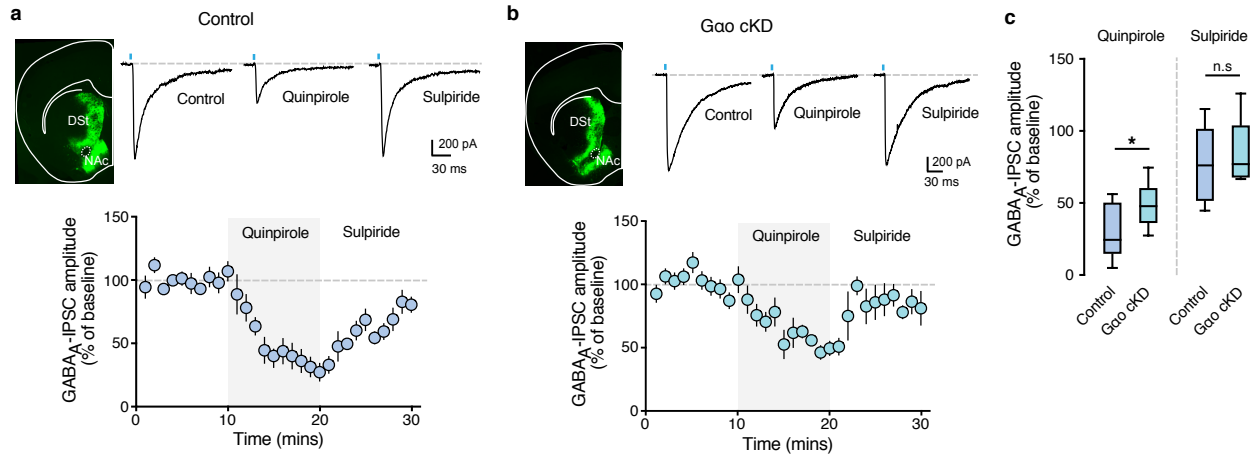 a
Control
DSt
NAc
Control
Quinpirole
Sulpiride
200 pA
30 ms
GABAA-IPSC amplitude
(% of baseline)
150
100
50
0
Quinpirole
Sulpiride
0
10
20
30
Time (mins)
b
Gαo cKD
DSt
NAc
Control
Quinpirole
Sulpiride
200 pA
30 ms
GABAA-IPSC amplitude
(% of baseline)
150
100
50
0
Quinpirole
Sulpiride
0
10
20
30
Time (mins)
c
Quinpirole
Sulpiride
GABAA-IPSC amplitude
(% of baseline)
150
100
50
0
*
n.s
Control
Gαo cKD
Control
Gαo cKD